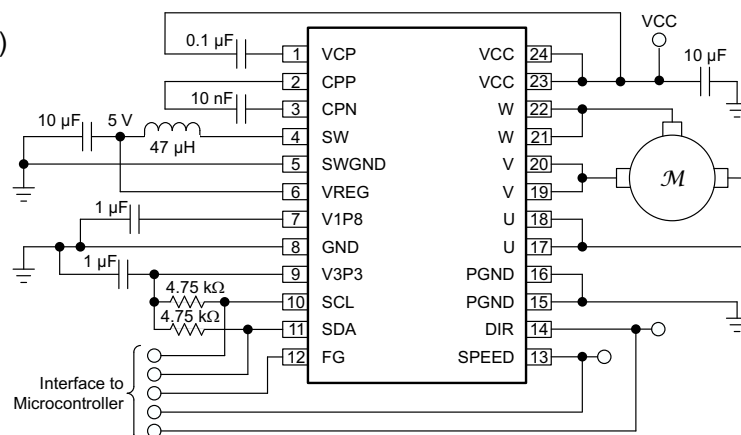 )
VCC
0.1 µF
10 µF
10 nF
10 µF
5 V
47 µH
1 µF
1 µF
4.75 kΩ
4.75 kΩ
Interface to
Microcontroller
1 VCP
2 CPP
3 CPN
4 SW
5 SWGND
6 VREG
7 V1P8
8 GND
9 V3P3
10 SCL
11 SDA
12 FG
VCC 24
VCC 23
W 22
W 21
V 20
V 19
U 18
U 17
PGND 16
PGND 15
DIR 14
SPEED 13
M